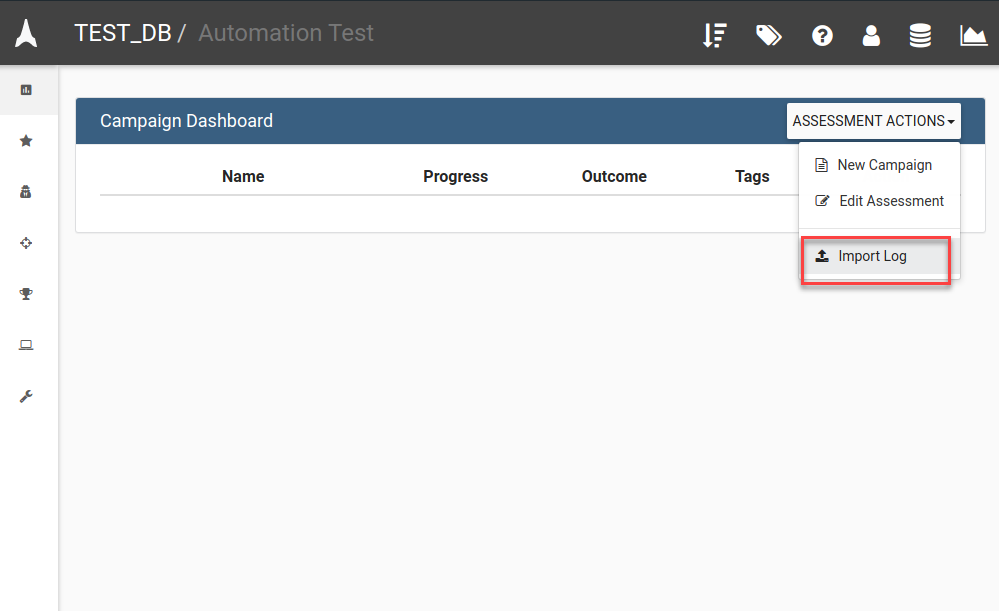 TEST_DB / Automation Test
Campaign Dashboard
ASSESSMENT ACTIONS
Name Progress Outcome Tags
New Campaign
Edit Assessment
Import Log